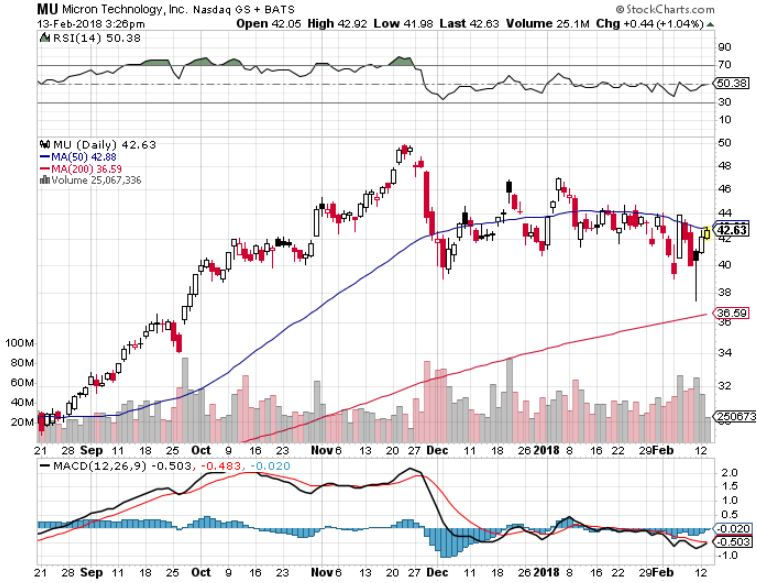 MU Micron Technology, Inc. Nasdaq GS + BATS © StockCharts.com
13-Feb-2018 3:26pm Open 42.05 High 42.92 Low 41.98 Last 42.63 Volume 25.1M Chg +0.44 (+1.04%)
RSI(14) 50.38
90
70
50.38
30
10
MU (Daily) 42.63
MA(50) 42.88
MA(200) 36.59
Volume 25,067,336
50
48
46
44
42.63
42
40
38
36.59
36
34
32
100M
80M
60M
40M
20M
250673
21 28 Sep 11 18 25 Oct 9 16 23 Nov 6 13 20 27 Dec 11 18 26 2018 8 16 22 29 Feb 12
MACD(12,26,9) -0.503, -0.483, -0.020
2.0
1.5
1.0
0.5
-0.020
-0.503
-1.0
21 28 Sep 11 18 25 Oct 9 16 23 Nov 6 13 20 27 Dec 11 18 26 2018 8 16 22 29 Feb 12